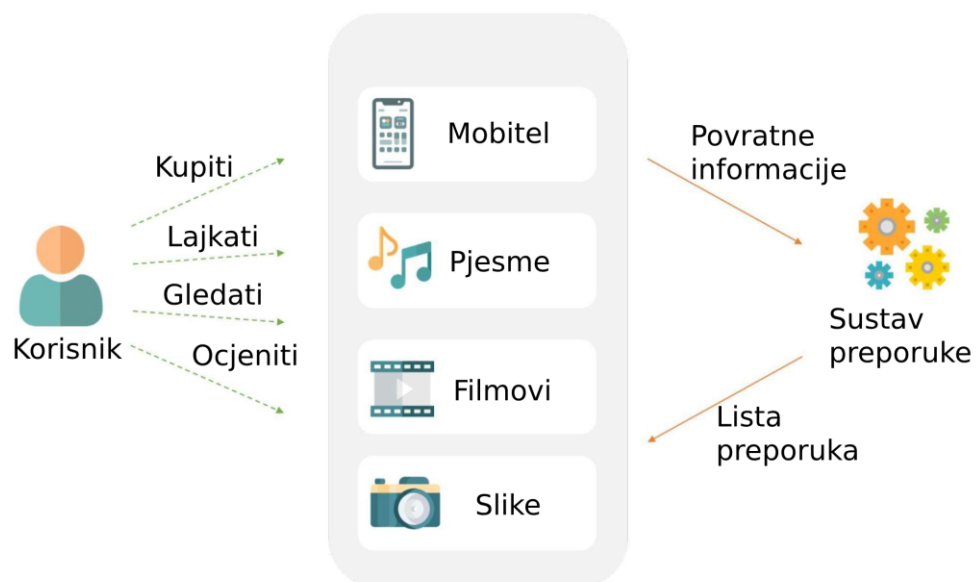 Kupiti
Lajkati
Gledati
Ocjeniti
Korisnik
Mobitel
Pjesme
Filmovi
Slike
Povratne
informacije
Sustav
preporuke
Lista
preporuka